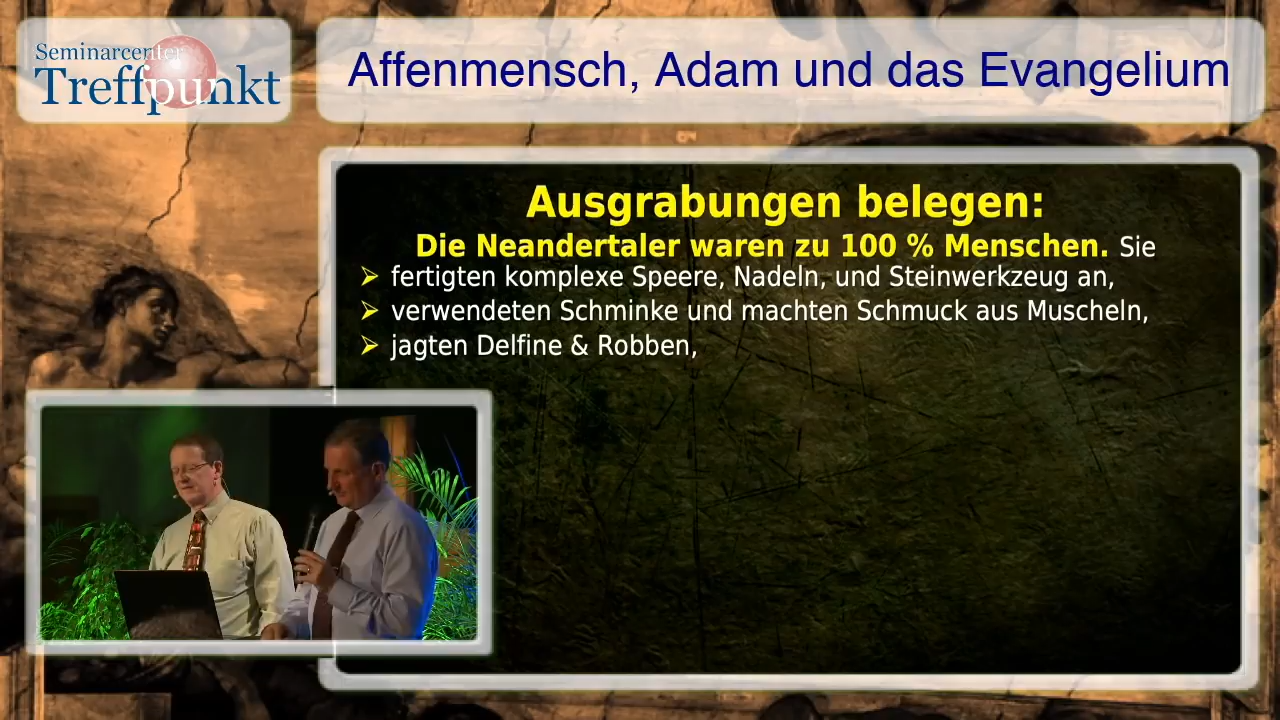 Seminarcenter
Treffpunkt
Affenmensch, Adam und das Evangelium
Ausgrabungen belegen:
Die Neandertaler waren zu 100 % Menschen. Sie
➢ fertigten komplexe Speere, Nadeln, und Steinwerkzeug an,
➢ verwendeten Schminke und machten Schmuck aus Muscheln,
➢ jagten Delfine & Robben,